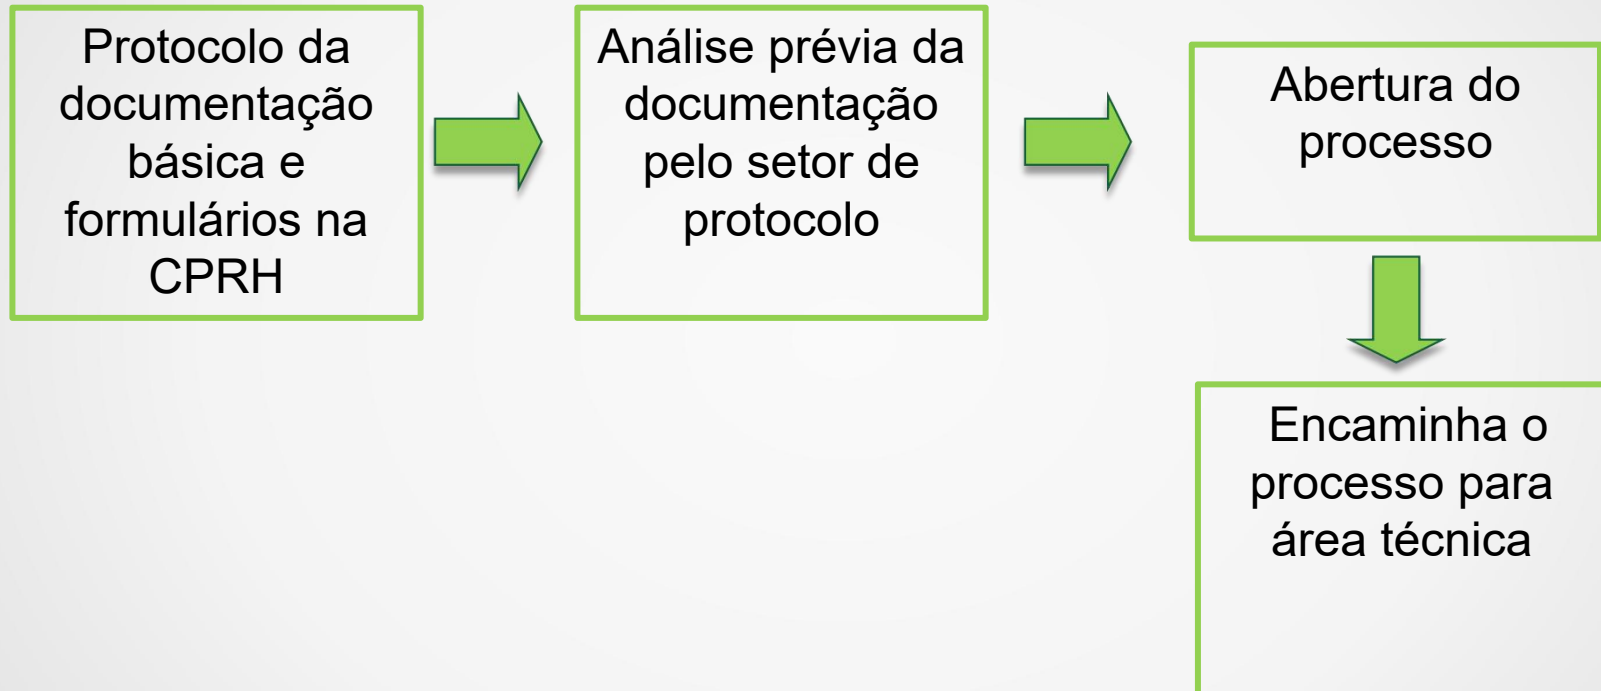 Protocolo da
documentação
básica e
formulários na
CPRH
Análise prévia da
documentação
pelo setor de
protocolo
Abertura do
processo
Encaminha o
processo para
área técnica